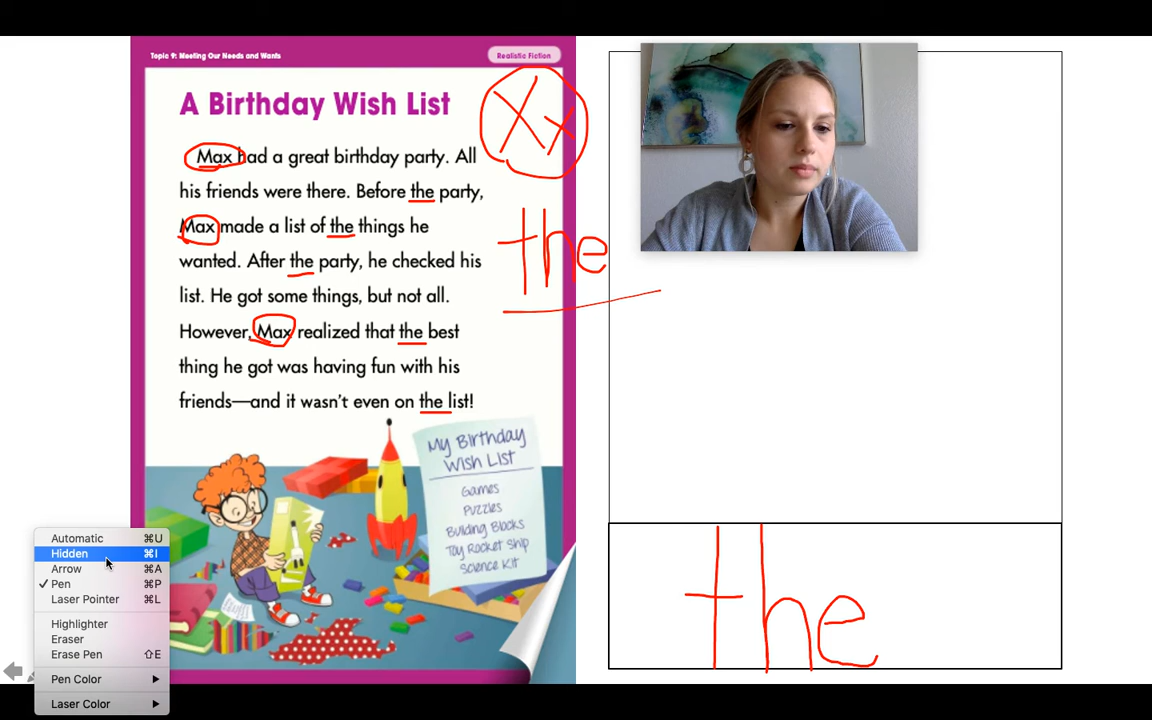 Topic 9: Meeting Our Needs and Wants
Realistic Fiction
A Birthday Wish List
Max had a great birthday party. All
his friends were there. Before the party,
Max made a list of the things he
wanted. After the party, he checked his
list. He got some things, but not all.
However, Max realized that the best
thing he got was having fun with his
friends—and it wasn't even on the list!
Xx
the
My Birthday
Wish List
Games
Puzzles
Building Blocks
Toy Rocket Ship
Science Kit
the
Automatic ⌘U
Hidden ⌘I
Arrow ⌘A
✓ Pen ⌘P
Laser Pointer ⌘L
Highlighter
Eraser
Erase Pen ⇧E
Pen Color
Laser Color